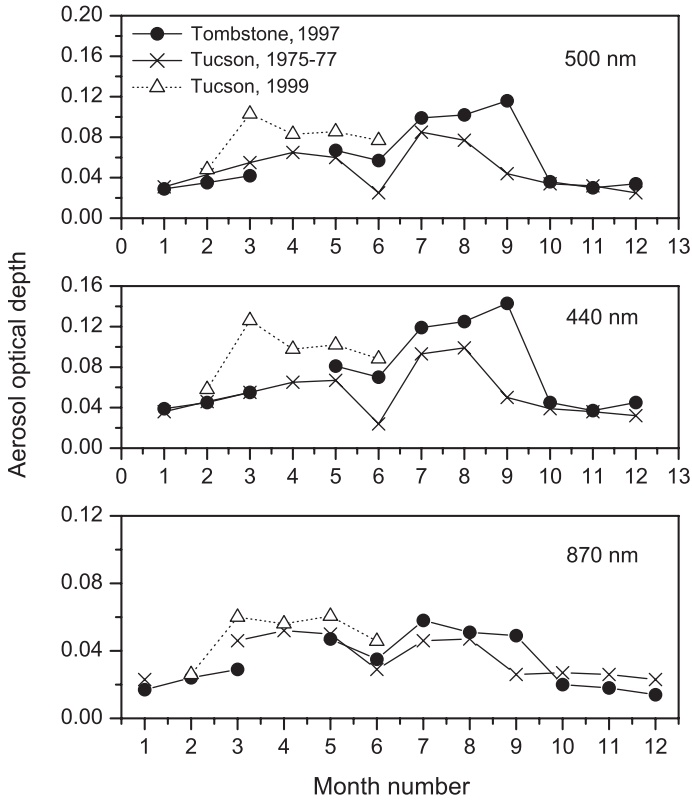 0.20
0.16
0.12
0.08
0.04
0.00
Tombstone, 1997
Tucson, 1975-77
Tucson, 1999
500 nm
0 1 2 3 4 5 6 7 8 9 10 11 12 13
Aerosol optical depth
0.16
0.12
0.08
0.04
0.00
440 nm
0 1 2 3 4 5 6 7 8 9 10 11 12 13
0.12
0.08
0.04
0.00
870 nm
1 2 3 4 5 6 7 8 9 10 11 12
Month number